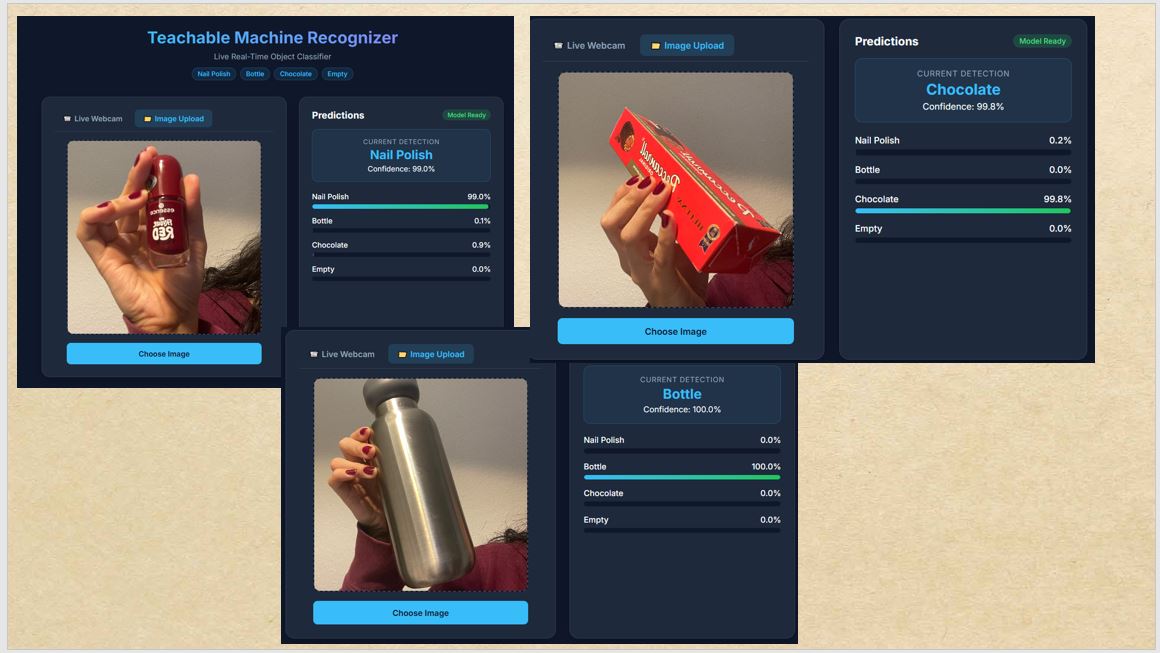 Teachable Machine Recognizer
Live Real-Time Object Classifier
Nail Polish Bottle Chocolate Empty
Live Webcam Image Upload
essence
RED
Choose Image
Predictions Model Ready
CURRENT DETECTION
Nail Polish
Confidence: 99.0%
Nail Polish 99.0%
Bottle 0.1%
Chocolate 0.9%
Empty 0.0%
Live Webcam Image Upload
Choose Image
Predictions Model Ready
CURRENT DETECTION
Chocolate
Confidence: 99.8%
Nail Polish 0.2%
Bottle 0.0%
Chocolate 99.8%
Empty 0.0%
Live Webcam Image Upload
Choose Image
CURRENT DETECTION
Bottle
Confidence: 100.0%
Nail Polish 0.0%
Bottle 100.0%
Chocolate 0.0%
Empty 0.0%